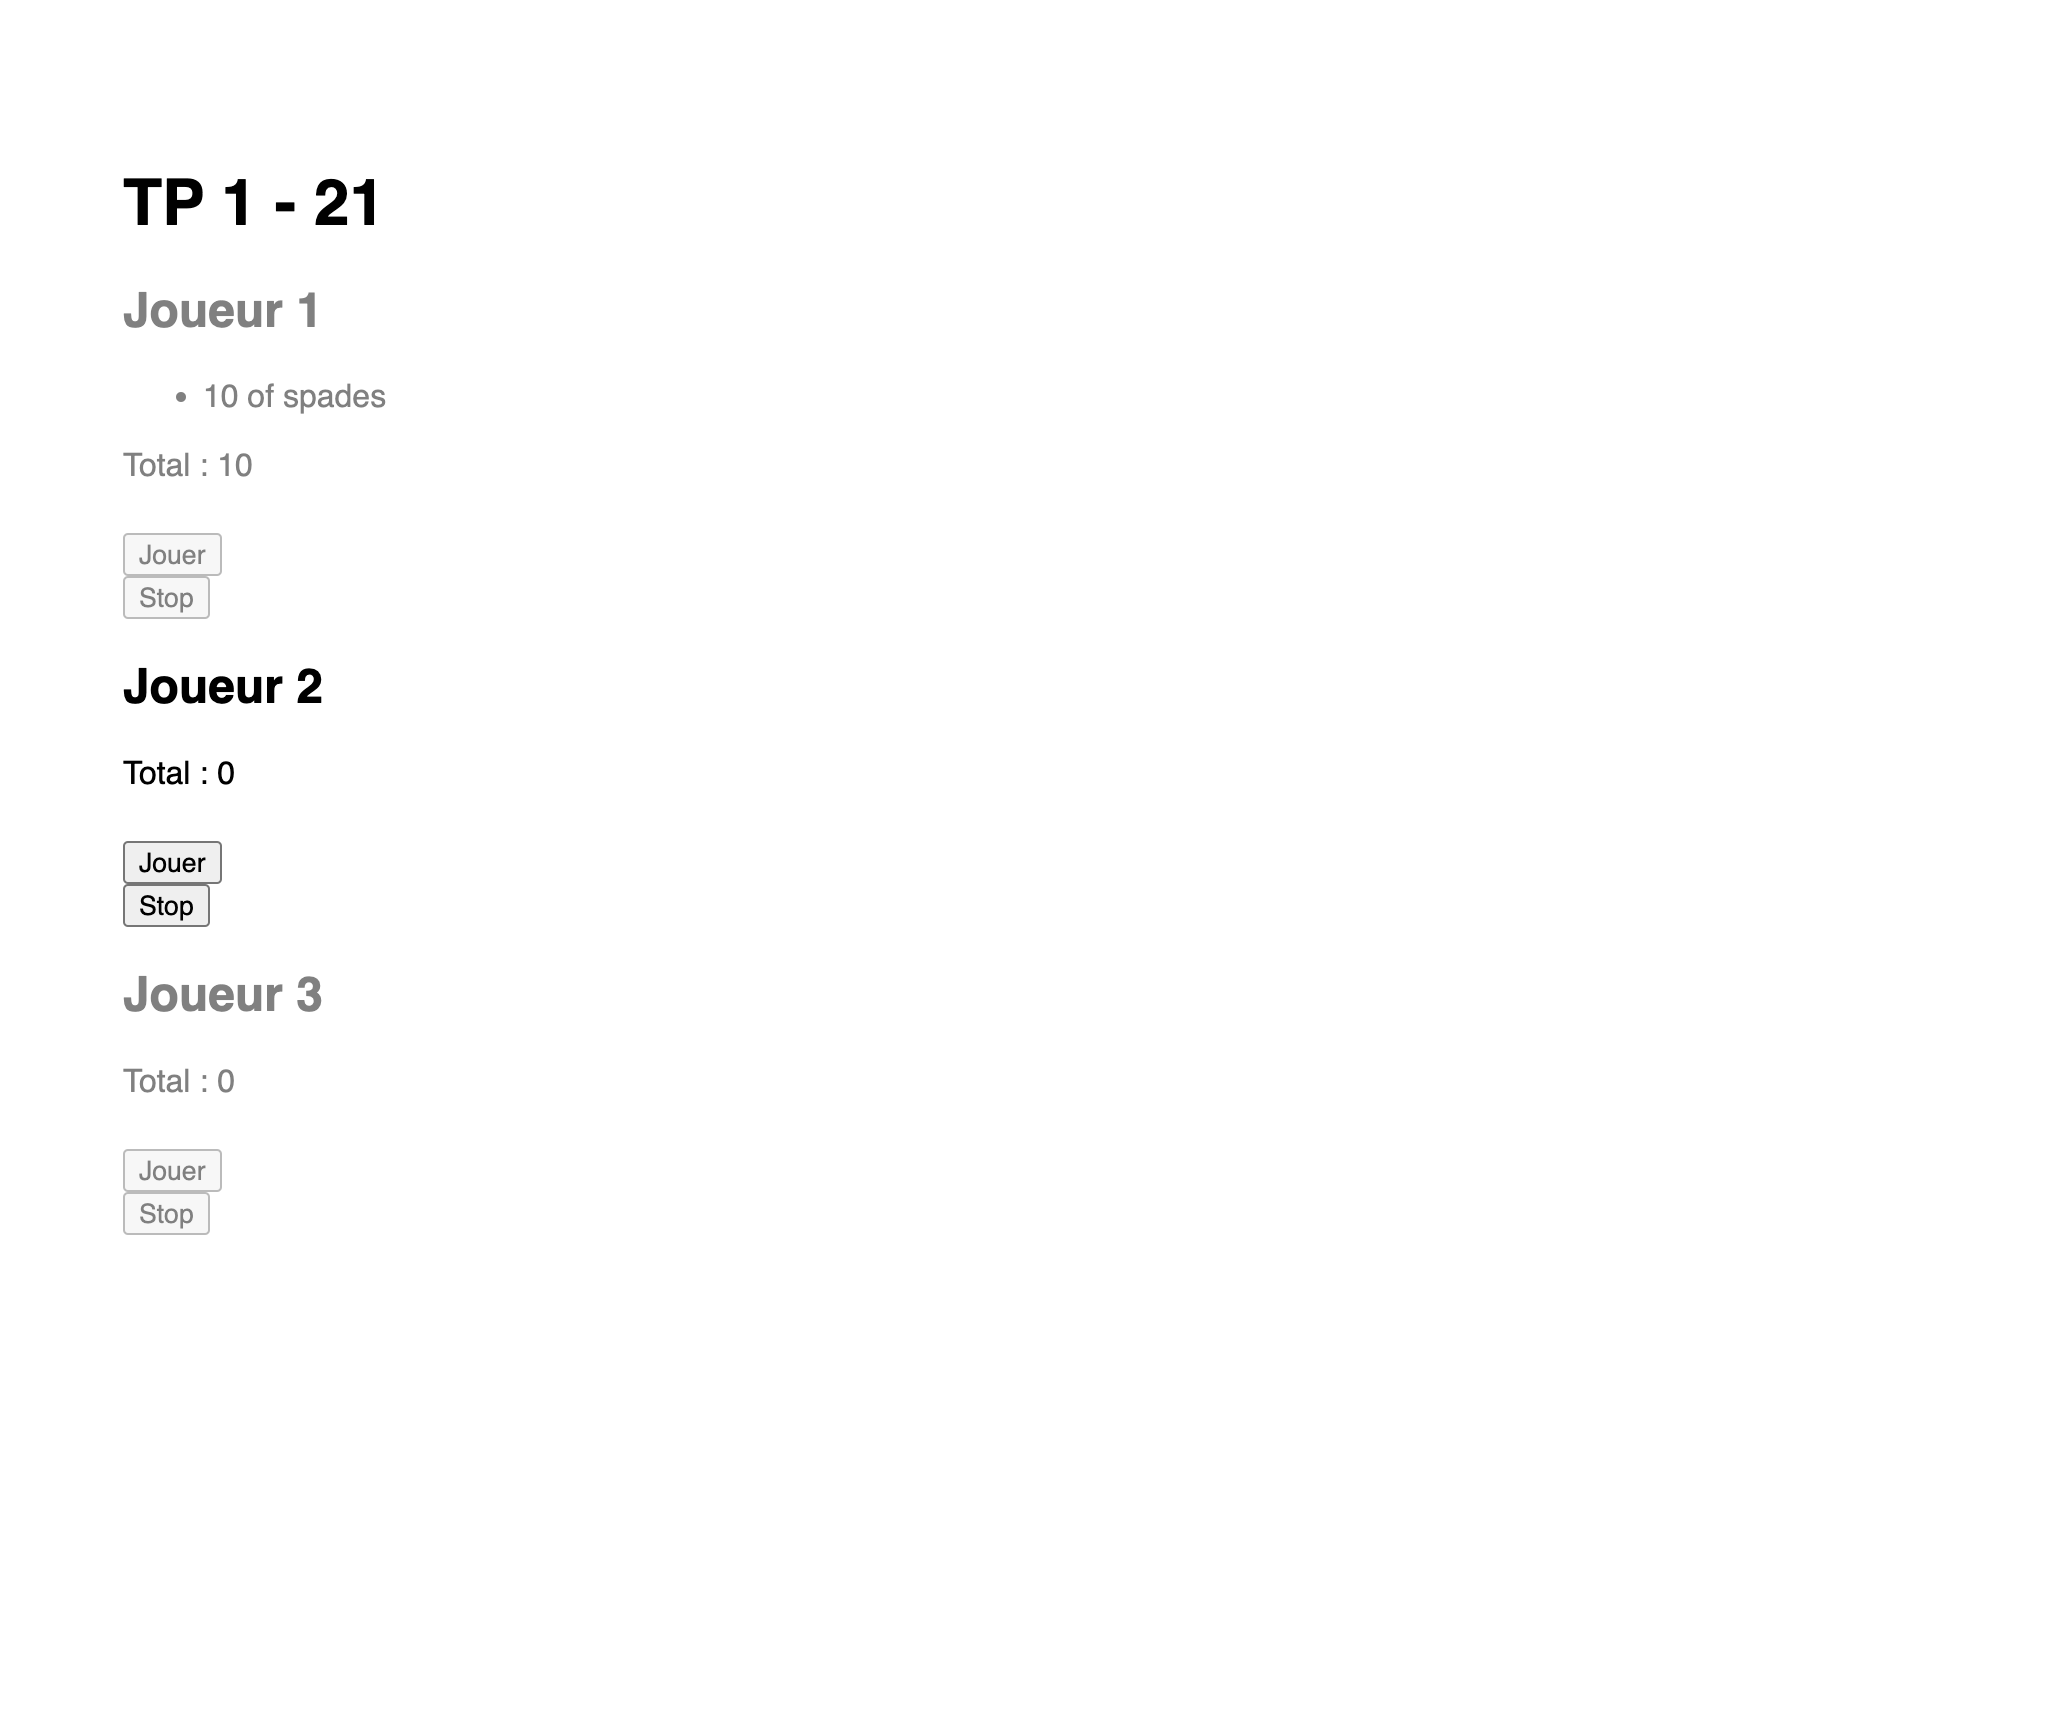 TP 1 - 21
Joueur 1
• 10 of spades
Total : 10
Jouer
Stop
Joueur 2
Total : 0
Jouer
Stop
Joueur 3
Total : 0
Jouer
Stop